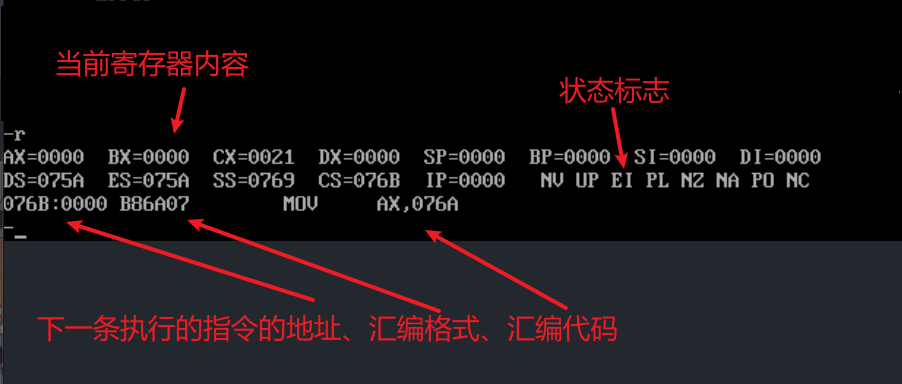 当前寄存器内容
状态标志
-r
AX=0000 BX=0000 CX=0021 DX=0000 SP=0000 BP=0000 SI=0000 DI=0000
DS=075A ES=075A SS=0769 CS=076B IP=0000 NV UP EI PL NZ NA PO NC
076B:0000 B86A07 MOV AX,076A
-_
下一条执行的指令的地址、汇编格式、汇编代码